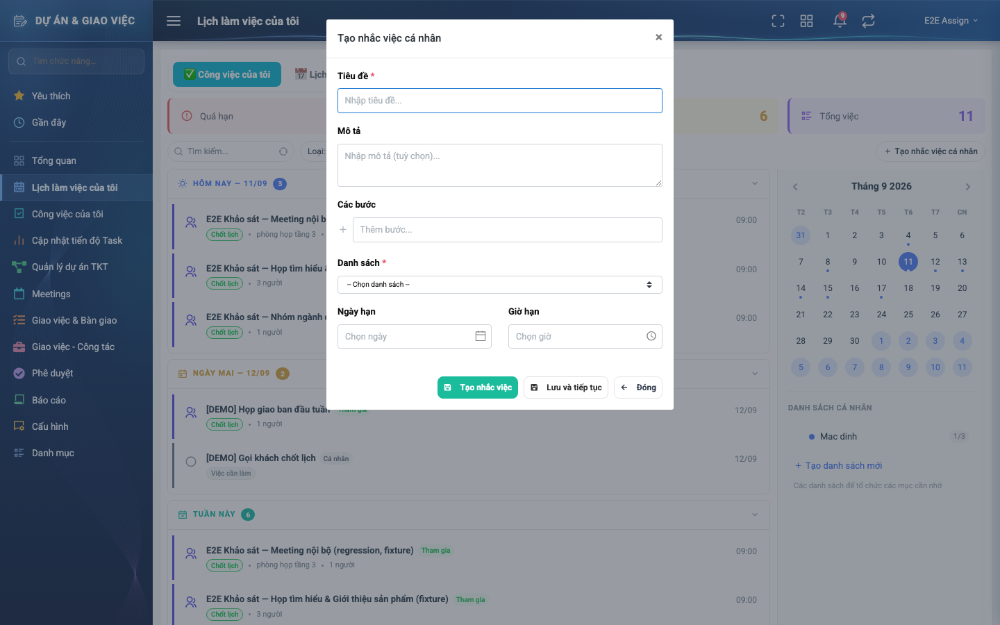 DỰ ÁN & GIAO VIỆC
Tìm chức năng...
Yêu thích
Gần đây
Tổng quan
Lịch làm việc của tôi
Công việc của tôi
Cập nhật tiến độ Task
Quản lý dự án TKT
Meetings
Giao việc & Bàn giao
Giao việc - Công tác
Phê duyệt
Báo cáo
Cấu hình
Danh mục
Lịch làm việc của tôi
9
E2E Assign
Công việc của tôi
Lịch
Quá hạn
6
Tổng việc
11
Tìm kiếm...
Loại:
Tạo nhắc việc cá nhân
HÔM NAY — 11/09
3
E2E Khảo sát — Meeting nội b
09:00
Chốt lịch • phòng họp tầng 3 •
E2E Khảo sát — Họp tìm hiểu &
09:00
Chốt lịch • 3 người
E2E Khảo sát — Nhóm ngành
09:00
Chốt lịch • 1 người
NGÀY MAI — 12/09
2
[DEMO] Họp giao ban đầu tuần
Tham gia
12/09
Chốt lịch • 1 người
[DEMO] Gọi khách chốt lịch
Cá nhân
12/09
Việc cần làm
TUẦN NÀY
6
E2E Khảo sát — Meeting nội bộ (regression, fixture)
Tham gia
09:00
Chốt lịch • phòng họp tầng 3 • 1 người
E2E Khảo sát — Họp tìm hiểu & Giới thiệu sản phẩm (fixture)
Tham gia
09:00
Chốt lịch • 3 người
Tháng 9 2026
T2 T3 T4 T5 T6 T7 CN
31 1 2 3 4 5 6
7 8 9 10 11 12 13
14 15 16 17 18 19 20
21 22 23 24 25 26 27
28 29 30 1 2 3 4
5 6 7 8 9 10 11
DANH SÁCH CÁ NHÂN
Mac dinh
1/3
+ Tạo danh sách mới
Các danh sách để tổ chức các mục cần nhớ
Tạo nhắc việc cá nhân
×
Tiêu đề *
Nhập tiêu đề...
Mô tả
Nhập mô tả (tuỳ chọn)...
Các bước
+ Thêm bước...
Danh sách *
-- Chọn danh sách --
Ngày hạn
Giờ hạn
Chọn ngày
Chọn giờ
Tạo nhắc việc
Lưu và tiếp tục
Đóng